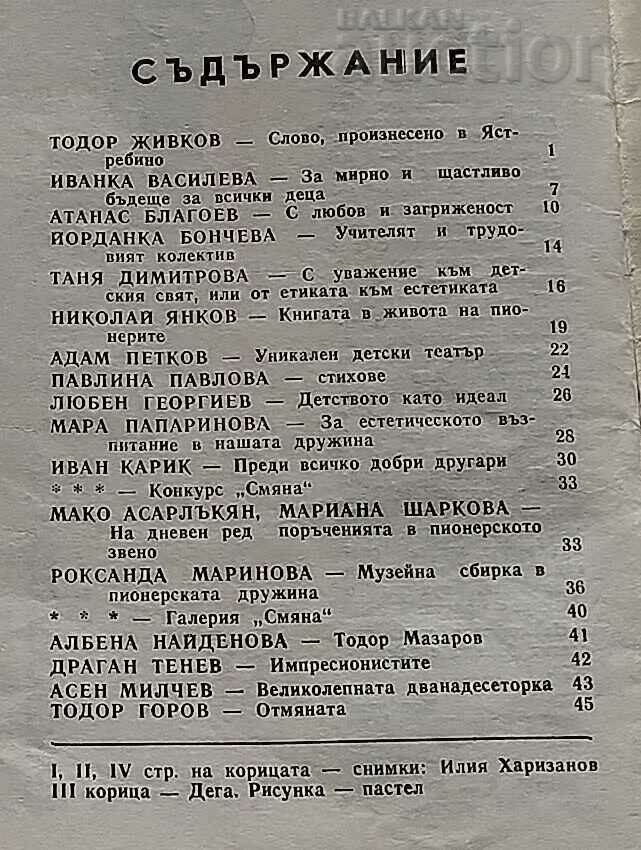 BALKAN
auction
СЪДЪРЖАНИЕ
ТОДОР ЖИВКОВ — Слово, произнесено в Яст-
ребино 1
ИВАНКА ВАСИЛЕВА — За мирно и щастливо
бъдеще за всички деца 7
АТАНАС БЛАГОЕВ — С любов и загриженост 10
ЙОРДАНКА БОНЧЕВА — Учителят и трудо-
вият колектив 14
ТАНЯ ДИМИТРОВА — С уважение към дет-
ския свят, или от етиката към естетиката 16
НИКОЛАЙ ЯНКОВ — Книгата в живота на пио-
нерите 19
АДАМ ПЕТКОВ — Уникален детски театър 22
ПАВЛИНА ПАВЛОВА — стихове 24
ЛЮБЕН ГЕОРГИЕВ — Детството като идеал 26
МАРА ПАПАРИНОВА — За естетическото въз-
питание в нашата дружина 28
ИВАН КАРИК — Преди всичко добри другари 30
* * * — Конкурс „Смяна“ 33
МАКО АСАРЛЪКЯН, МАРИАНА ШАРКОВА —
На дневен ред поръченията в пионерското
звено 33
РОКСАНДА МАРИНОВА — Музейна сбирка в
пионерската дружина 36
* * * — Галерия „Смяна“ 40
АЛБЕНА НАЙДЕНОВА — Тодор Мазаров 41
ДРАГАН ТЕНЕВ — Импресионистите 42
АСЕН МИЛЧЕВ — Великолепната дванадесеторка 43
ТОДОР ГОРОВ — Отмяната 45
I, II, IV стр. на корицата — снимки: Илия Харизанов
III корица — Дега. Рисунка — пастел